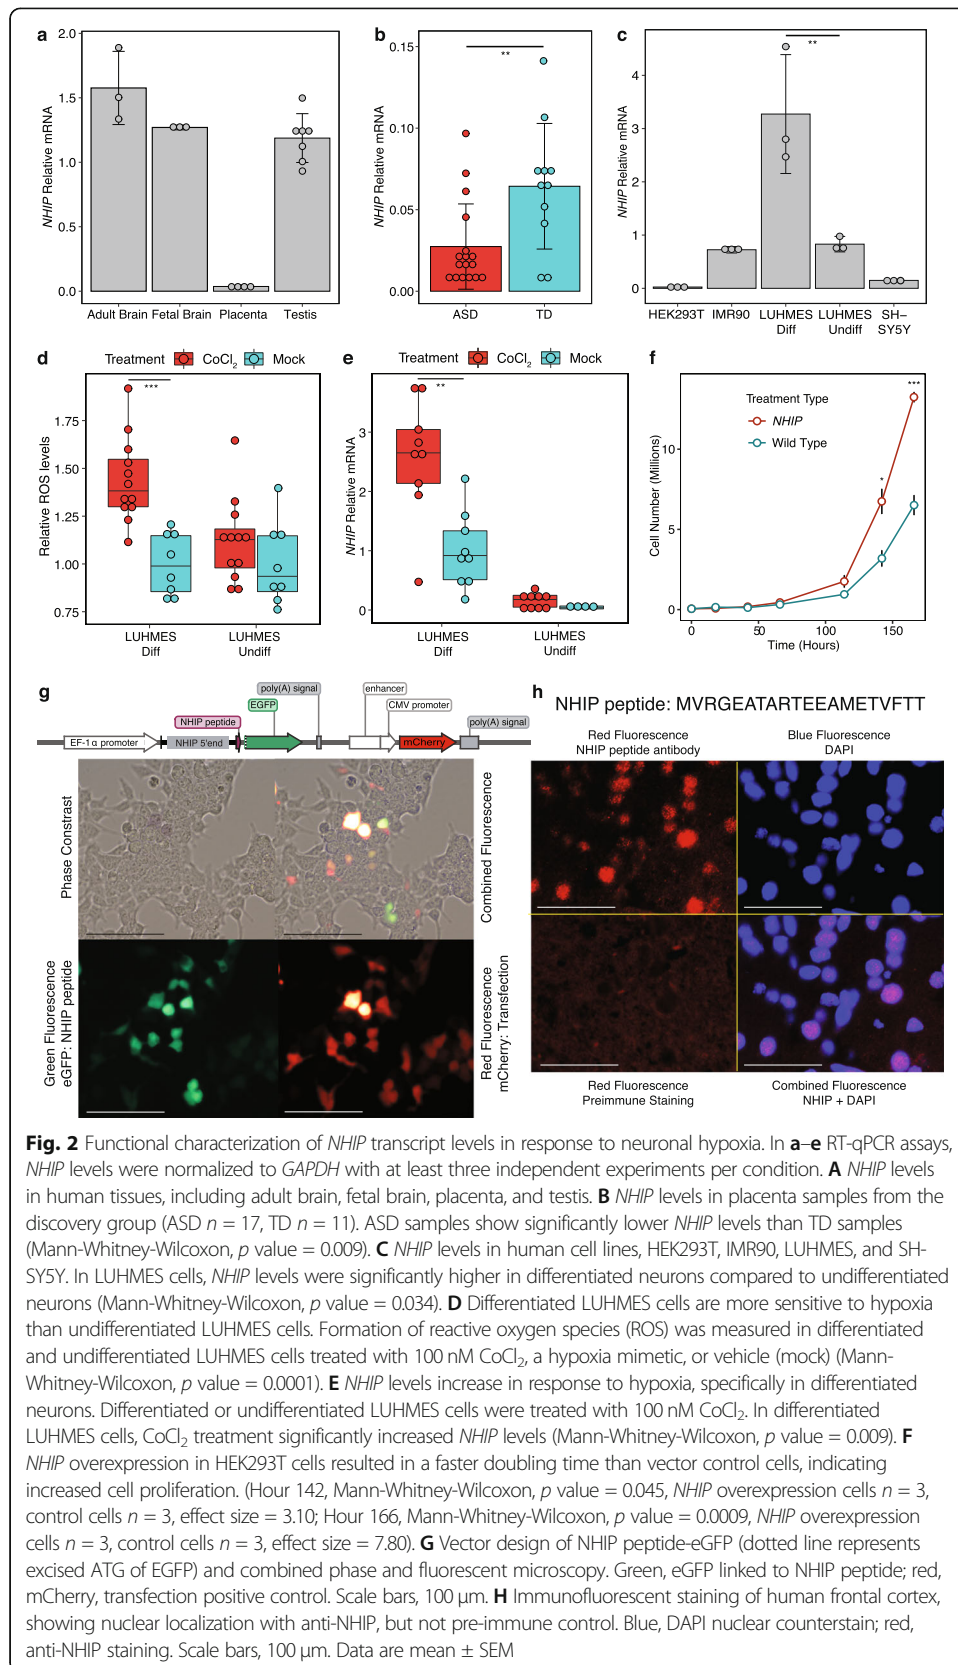 a
2.0
1.5
1.0
0.5
0.0
NHIP Relative mRNA
Adult Brain Fetal Brain Placenta Testis
b
0.15
0.10
0.05
0.00
NHIP Relative mRNA
**
ASD TD
c
4
3
2
1
0
NHIP Relative mRNA
**
HEK293T IMR90 LUHMES Diff LUHMES Undiff SH–SY5Y
d
Treatment CoCl2 Mock
***
1.75
1.50
1.25
1.00
0.75
Relative ROS levels
LUHMES Diff LUHMES Undiff
e
Treatment CoCl2 Mock
**
3
2
1
0
NHIP Relative mRNA
LUHMES Diff LUHMES Undiff
f
***
*
Treatment Type
NHIP
Wild Type
10
5
0
Cell Number (Millions)
0 50 100 150
Time (Hours)
g
poly(A) signal
enhancer
EGFP
CMV promoter
NHIP peptide
poly(A) signal
EF-1α promoter
NHIP 5'end
mCherry
Phase Constrast
Combined Fluorescence
Green Fluorescence
eGFP: NHIP peptide
Red Fluorescence
mCherry: Transfection
h
NHIP peptide: MVRGEATARTEEAMETVFTT
Red Fluorescence
NHIP peptide antibody
Blue Fluorescence
DAPI
Red Fluorescence
Preimmune Staining
Combined Fluorescence
NHIP + DAPI
Fig. 2 Functional characterization of NHIP transcript levels in response to neuronal hypoxia. In a–e RT-qPCR assays,
NHIP levels were normalized to GAPDH with at least three independent experiments per condition. A NHIP levels
in human tissues, including adult brain, fetal brain, placenta, and testis. B NHIP levels in placenta samples from the
discovery group (ASD n = 17, TD n = 11). ASD samples show significantly lower NHIP levels than TD samples
(Mann-Whitney-Wilcoxon, p value = 0.009). C NHIP levels in human cell lines, HEK293T, IMR90, LUHMES, and SH-
SY5Y. In LUHMES cells, NHIP levels were significantly higher in differentiated neurons compared to undifferentiated
neurons (Mann-Whitney-Wilcoxon, p value = 0.034). D Differentiated LUHMES cells are more sensitive to hypoxia
than undifferentiated LUHMES cells. Formation of reactive oxygen species (ROS) was measured in differentiated
and undifferentiated LUHMES cells treated with 100 nM CoCl2, a hypoxia mimetic, or vehicle (mock) (Mann-
Whitney-Wilcoxon, p value = 0.0001). E NHIP levels increase in response to hypoxia, specifically in differentiated
neurons. Differentiated or undifferentiated LUHMES cells were treated with 100 nM CoCl2. In differentiated
LUHMES cells, CoCl2 treatment significantly increased NHIP levels (Mann-Whitney-Wilcoxon, p value = 0.009). F
NHIP overexpression in HEK293T cells resulted in a faster doubling time than vector control cells, indicating
increased cell proliferation. (Hour 142, Mann-Whitney-Wilcoxon, p value = 0.045, NHIP overexpression cells n = 3,
control cells n = 3, effect size = 3.10; Hour 166, Mann-Whitney-Wilcoxon, p value = 0.0009, NHIP overexpression
cells n = 3, control cells n = 3, effect size = 7.80). G Vector design of NHIP peptide-eGFP (dotted line represents
excised ATG of EGFP) and combined phase and fluorescent microscopy. Green, eGFP linked to NHIP peptide; red,
mCherry, transfection positive control. Scale bars, 100 μm. H Immunofluorescent staining of human frontal cortex,
showing nuclear localization with anti-NHIP, but not pre-immune control. Blue, DAPI nuclear counterstain; red,
anti-NHIP staining. Scale bars, 100 μm. Data are mean ± SEM